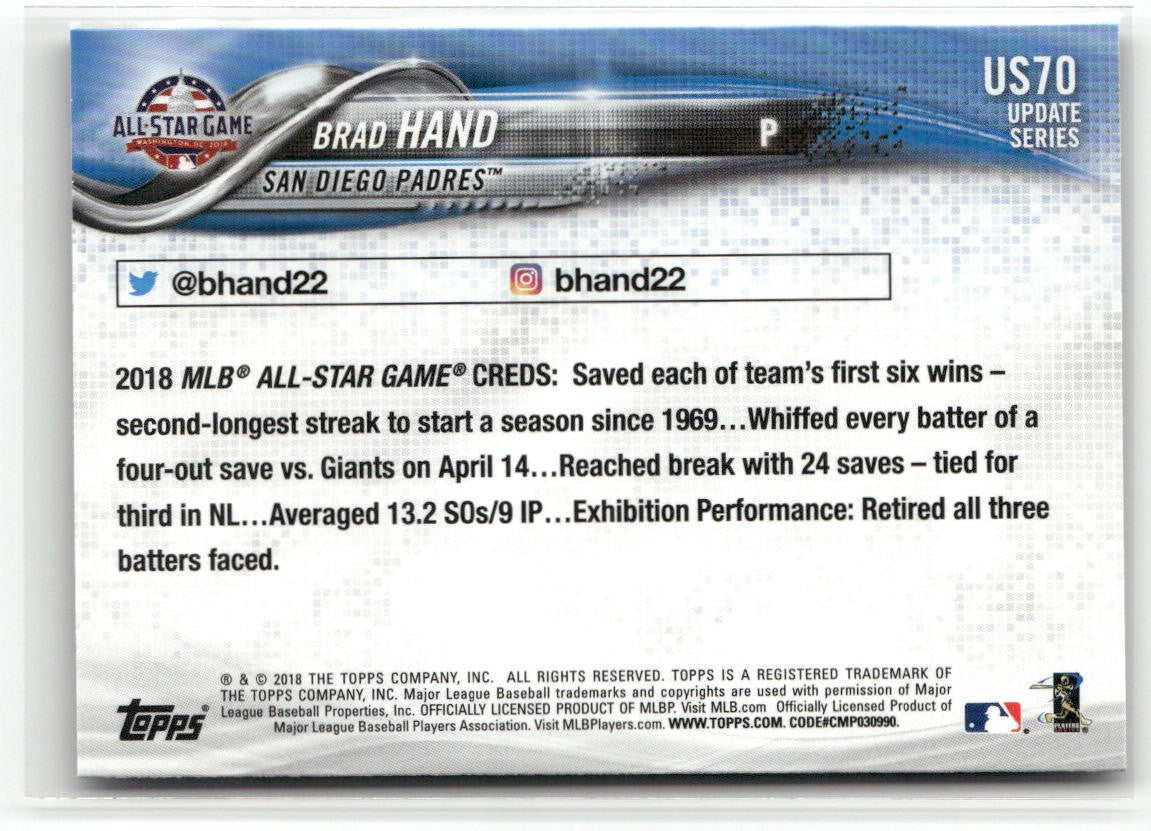 ALL-STAR GAME
WASHINGTON, DC 2018
BRAD HAND
P
US70
UPDATE
SERIES
SAN DIEGO PADRES™
@bhand22
bhand22
2018 MLB® ALL-STAR GAME® CREDS: Saved each of team's first six wins –
second-longest streak to start a season since 1969...Whiffed every batter of a
four-out save vs. Giants on April 14...Reached break with 24 saves – tied for
third in NL...Averaged 13.2 SOs/9 IP...Exhibition Performance: Retired all three
batters faced.
® & © 2018 THE TOPPS COMPANY, INC. ALL RIGHTS RESERVED. TOPPS IS A REGISTERED TRADEMARK OF
THE TOPPS COMPANY, INC. Major League Baseball trademarks and copyrights are used with permission of Major
League Baseball Properties, Inc. OFFICIALLY LICENSED PRODUCT OF MLBP. Visit MLB.com Officially Licensed Product of
Major League Baseball Players Association. Visit MLBPlayers.com. WWW.TOPPS.COM. CODE#CMP030990.
topps®
PLAYERS